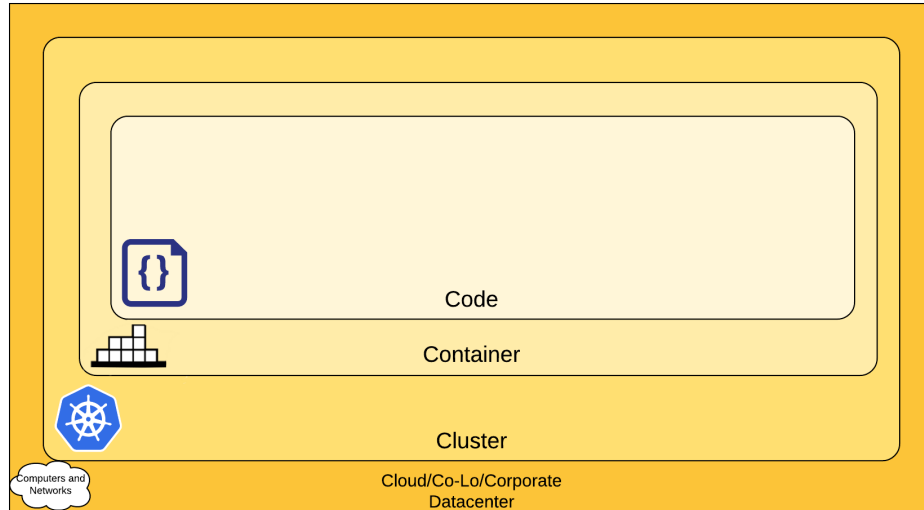 {}
Code
Container
Cluster
Computers and
Networks
Cloud/Co-Lo/Corporate
Datacenter